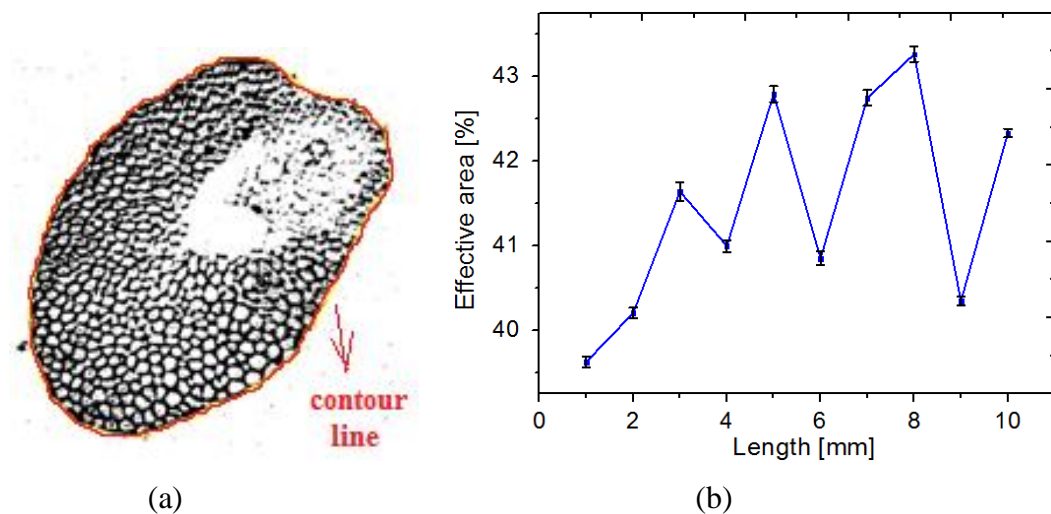 contour
line
(a)
Effective area [%]
43
42
41
40
0 2 4 6 8 10
Length [mm]
(b)